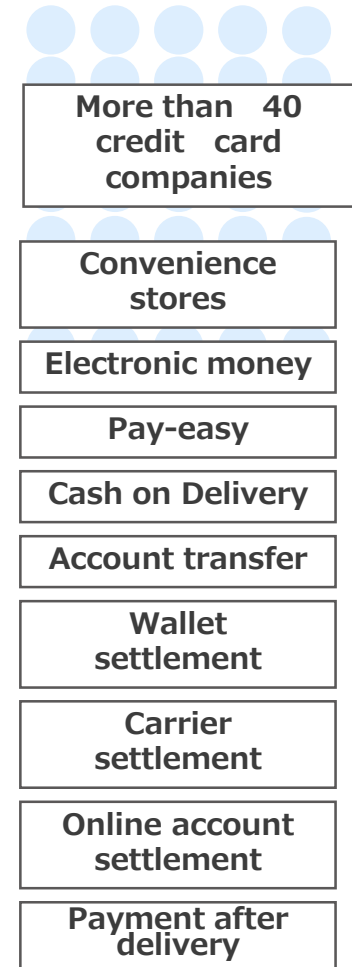 More than 40
credit card
companies
Convenience
stores
Electronic money
Pay-easy
Cash on Delivery
Account transfer
Wallet
settlement
Carrier
settlement
Online account
settlement
Payment after
delivery